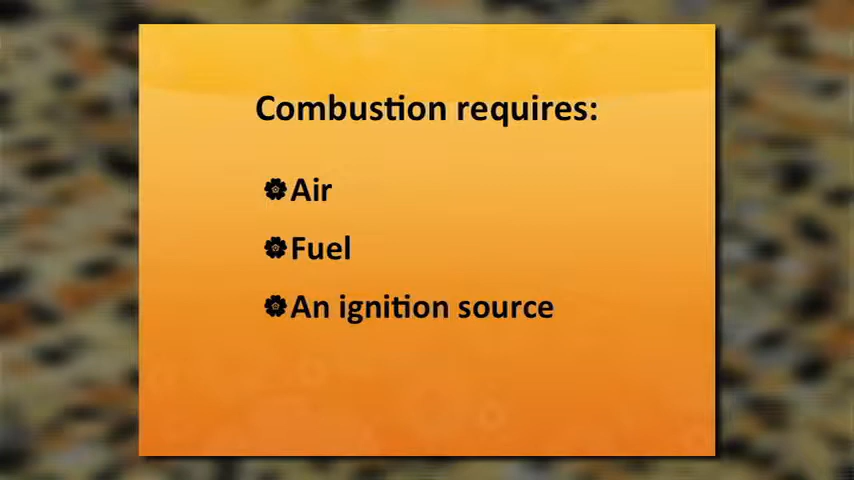 Combustion requires:
Air
Fuel
An ignition source